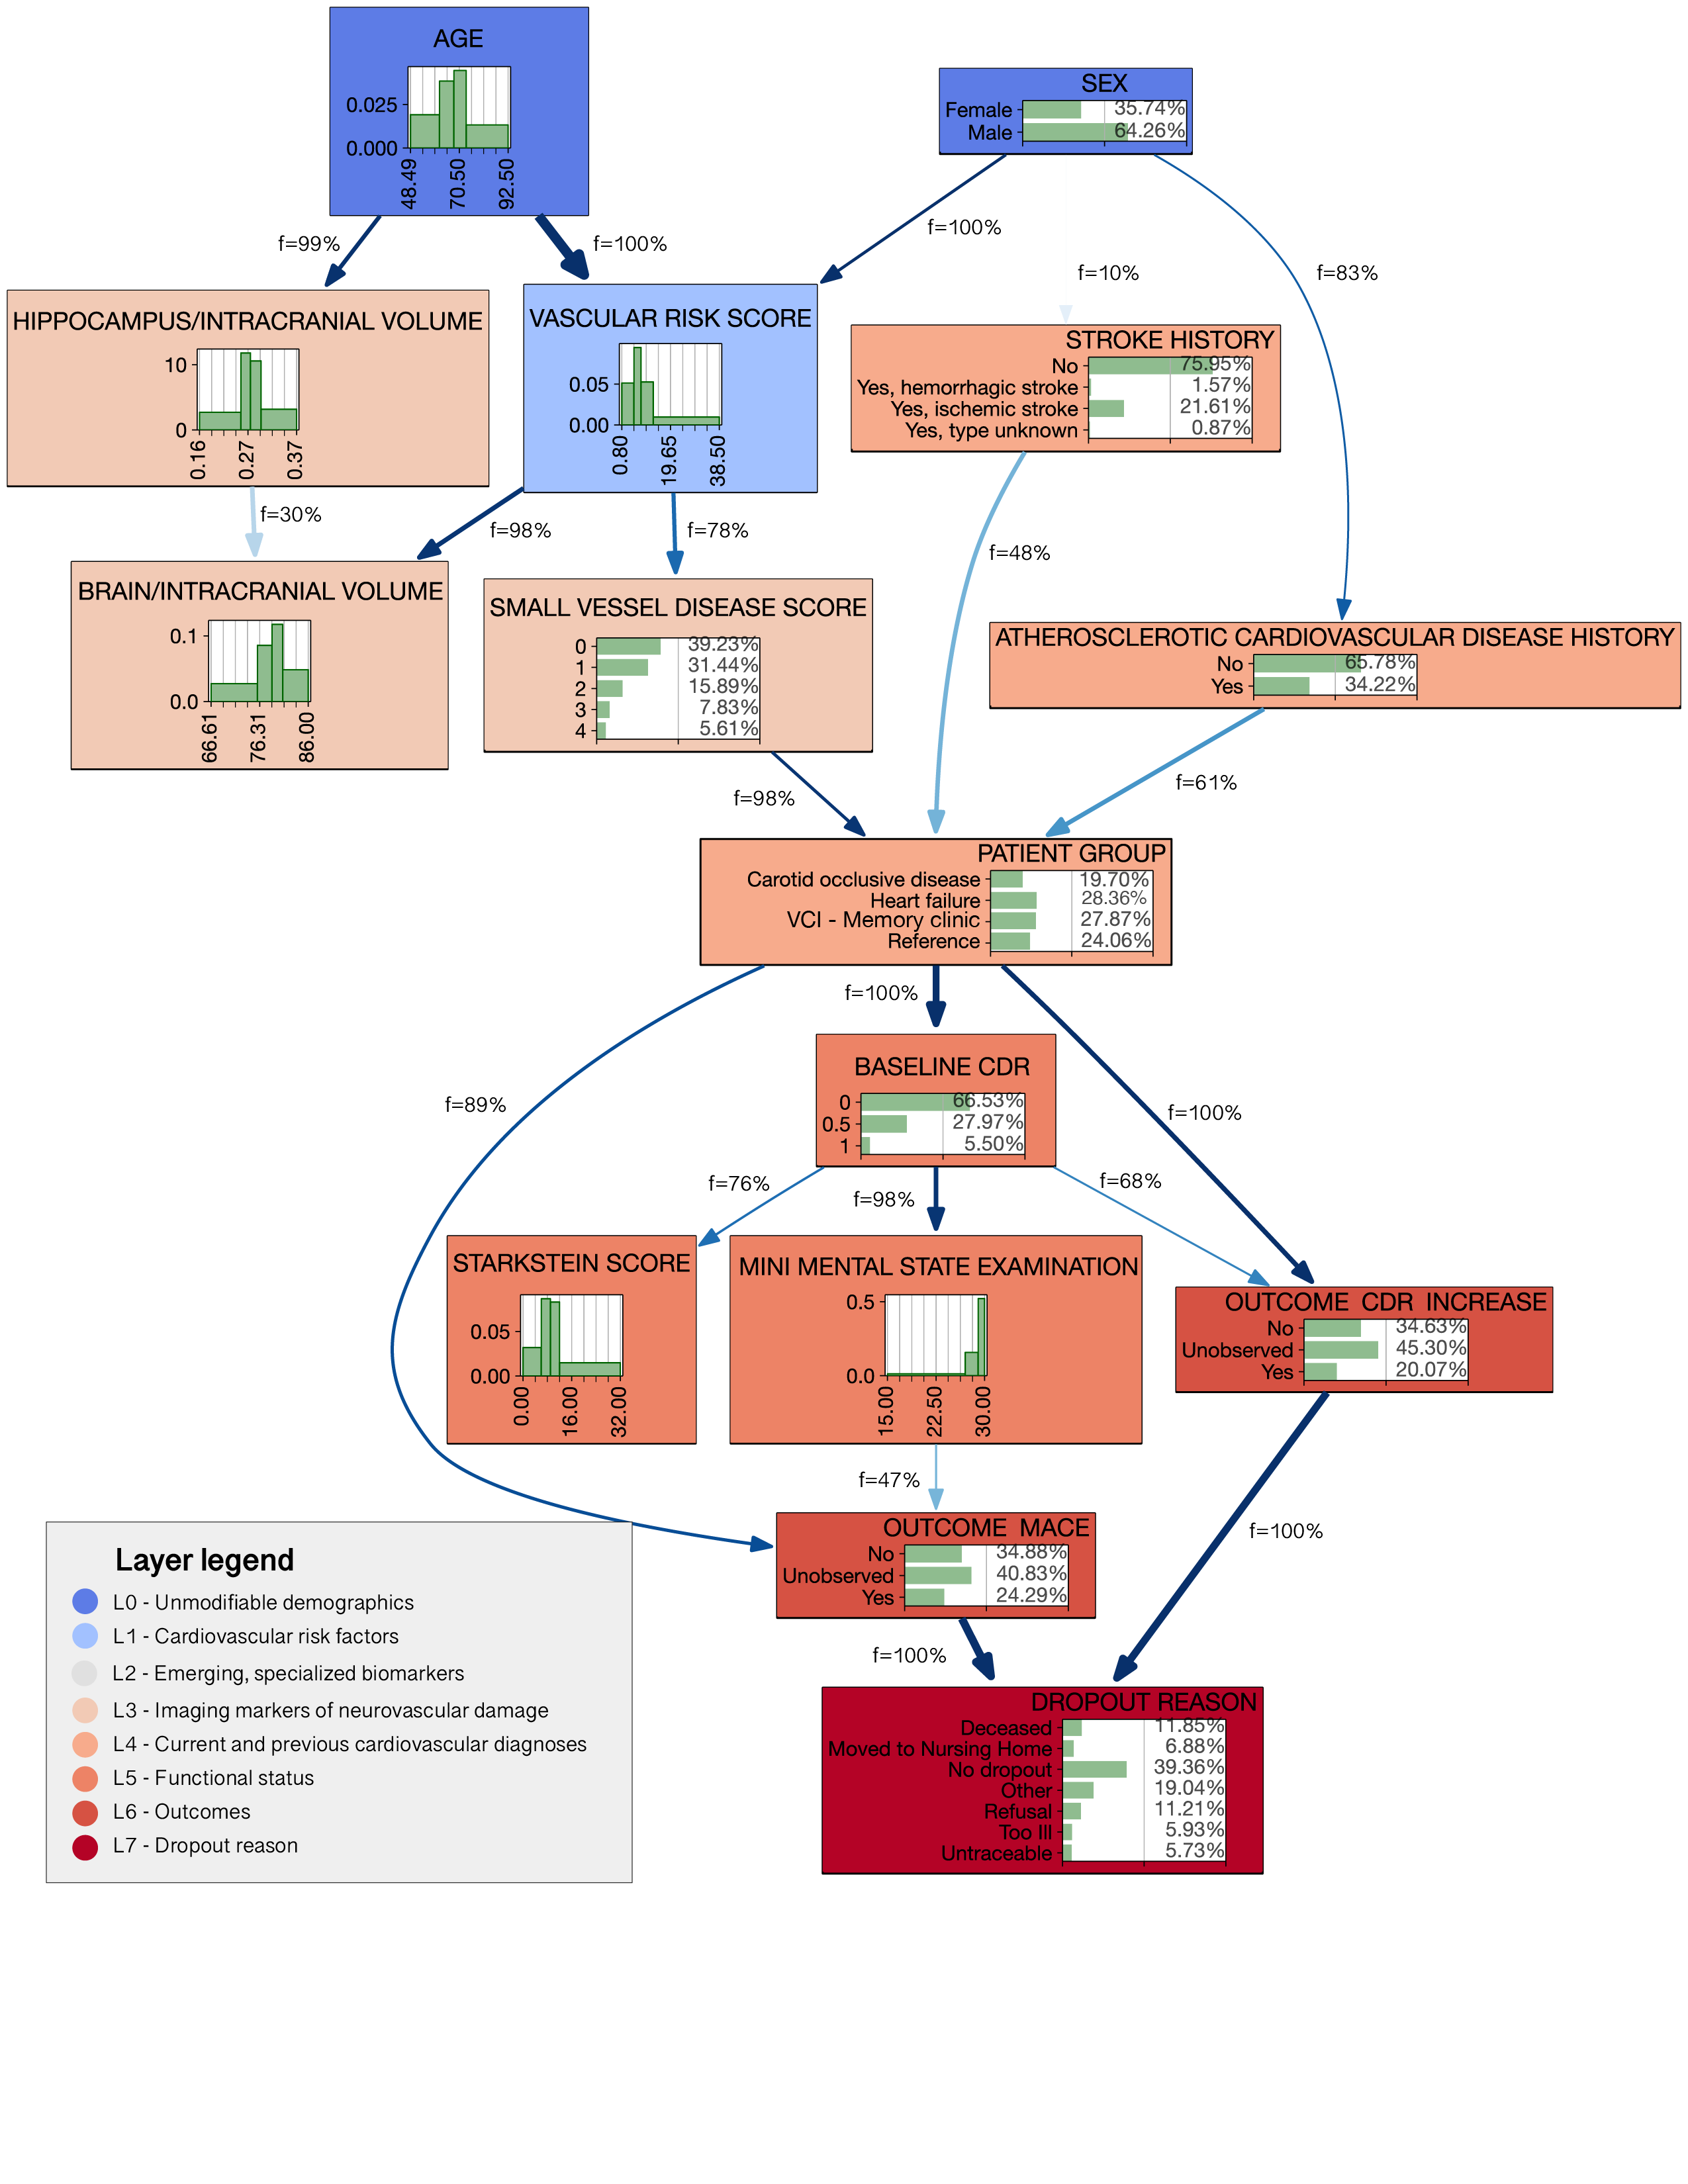 AGE
0.025
0.000
48.49
70.50
92.50
SEX
Female 35.74%
Male 64.26%
f=99%
f=100%
f=100%
f=10%
f=83%
HIPPOCAMPUS/INTRACRANIAL VOLUME
10
0
0.16
0.27
0.37
VASCULAR RISK SCORE
0.05
0.00
0.80
19.65
38.50
STROKE HISTORY
No 75.95%
Yes, hemorrhagic stroke 1.57%
Yes, ischemic stroke 21.61%
Yes, type unknown 0.87%
f=30%
f=98%
f=78%
f=48%
BRAIN/INTRACRANIAL VOLUME
0.1
0.0
66.61
76.31
86.00
SMALL VESSEL DISEASE SCORE
0 39.23%
1 31.44%
2 15.89%
3 7.83%
4 5.61%
ATHEROSCLEROTIC CARDIOVASCULAR DISEASE HISTORY
No 65.78%
Yes 34.22%
f=98%
f=61%
PATIENT GROUP
Carotid occlusive disease 19.70%
Heart failure 28.36%
VCI - Memory clinic 27.87%
Reference 24.06%
f=100%
f=89%
f=100%
BASELINE CDR
0 66.53%
0.5 27.97%
1 5.50%
f=76%
f=98%
f=68%
STARKSTEIN SCORE
0.05
0.00
0.00
16.00
32.00
MINI MENTAL STATE EXAMINATION
0.5
0.0
15.00
22.50
30.00
OUTCOME CDR INCREASE
No 34.63%
Unobserved 45.30%
Yes 20.07%
f=47%
f=100%
OUTCOME MACE
No 34.88%
Unobserved 40.83%
Yes 24.29%
f=100%
DROPOUT REASON
Deceased 11.85%
Moved to Nursing Home 6.88%
No dropout 39.36%
Other 19.04%
Refusal 11.21%
Too Ill 5.93%
Untraceable 5.73%
Layer legend
L0 - Unmodifiable demographics
L1 - Cardiovascular risk factors
L2 - Emerging, specialized biomarkers
L3 - Imaging markers of neurovascular damage
L4 - Current and previous cardiovascular diagnoses
L5 - Functional status
L6 - Outcomes
L7 - Dropout reason